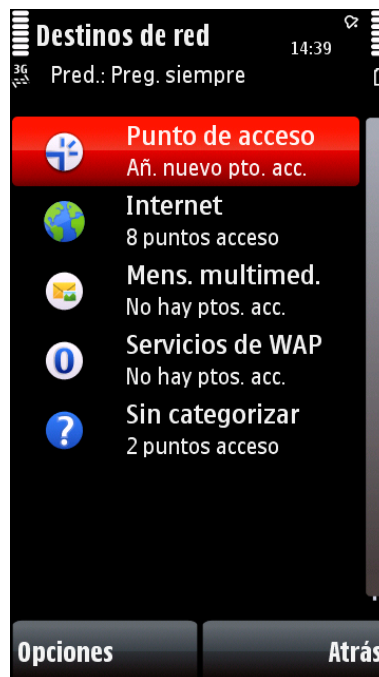 Destinos de red
14:39
3G
Pred.: Preg. siempre
Punto de acceso
Añ. nuevo pto. acc.
Internet
8 puntos acceso
Mens. multimed.
No hay ptos. acc.
Servicios de WAP
No hay ptos. acc.
Sin categorizar
2 puntos acceso
Opciones
Atrás